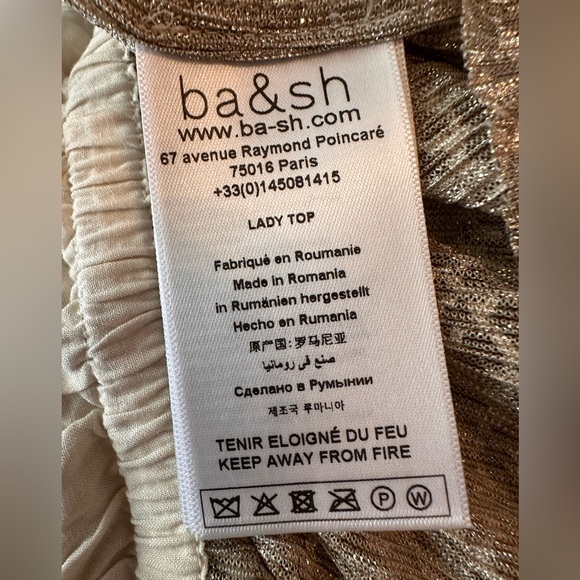 ba&sh
www.ba-sh.com
67 avenue Raymond Poincaré
75016 Paris
+33(0)145081415
LADY TOP
Fabriqué en Roumanie
Made in Romania
in Rumänien hergestellt
Hecho en Rumania
原产国:罗马尼亚
صنع في رومانيا
Сделано в Румынии
제조국 루마니아
TENIR ELOIGNÉ DU FEU
KEEP AWAY FROM FIRE
P W